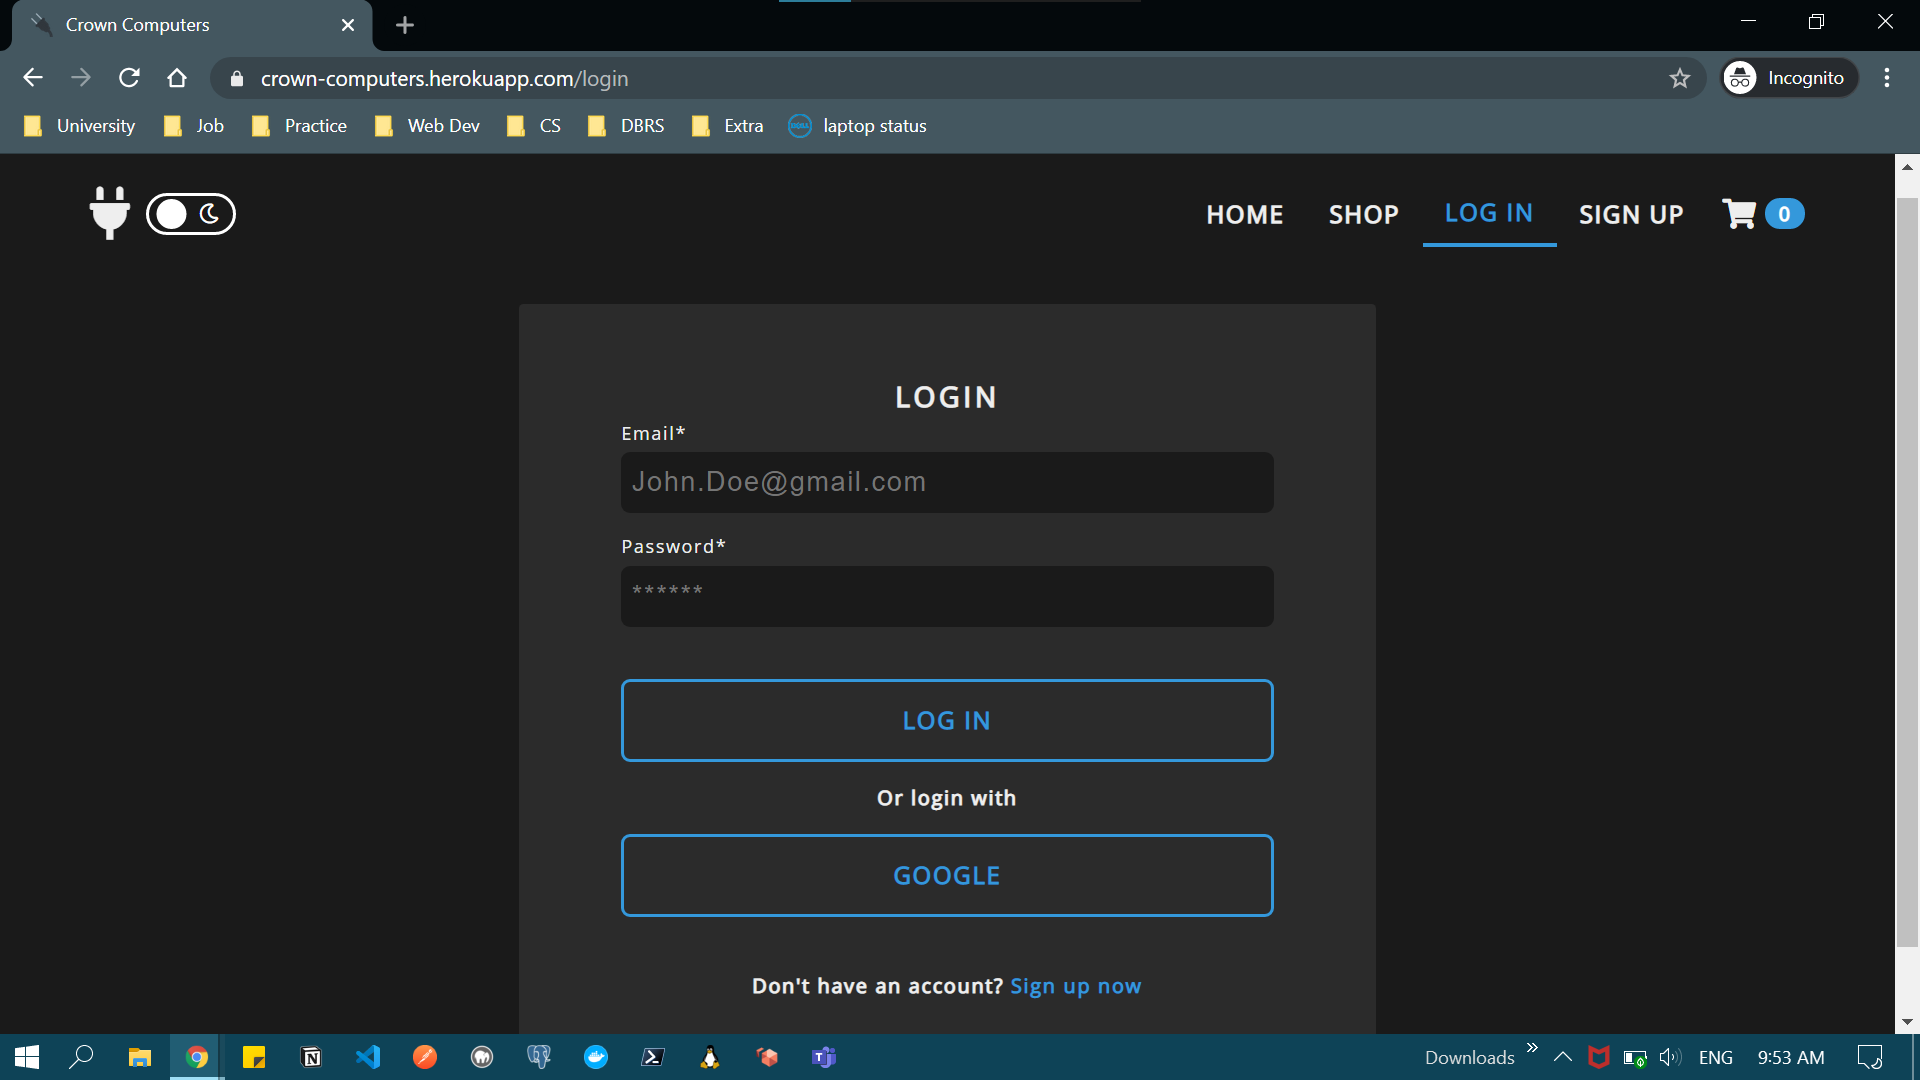 Crown Computers
crown-computers.herokuapp.com/login
Incognito
University Job Practice Web Dev CS DBRS Extra DELL laptop status
HOME SHOP LOG IN SIGN UP 0
LOGIN
Email*
John.Doe@gmail.com
Password*
******
LOG IN
Or login with
GOOGLE
Don't have an account? Sign up now
Downloads ENG 9:53 AM